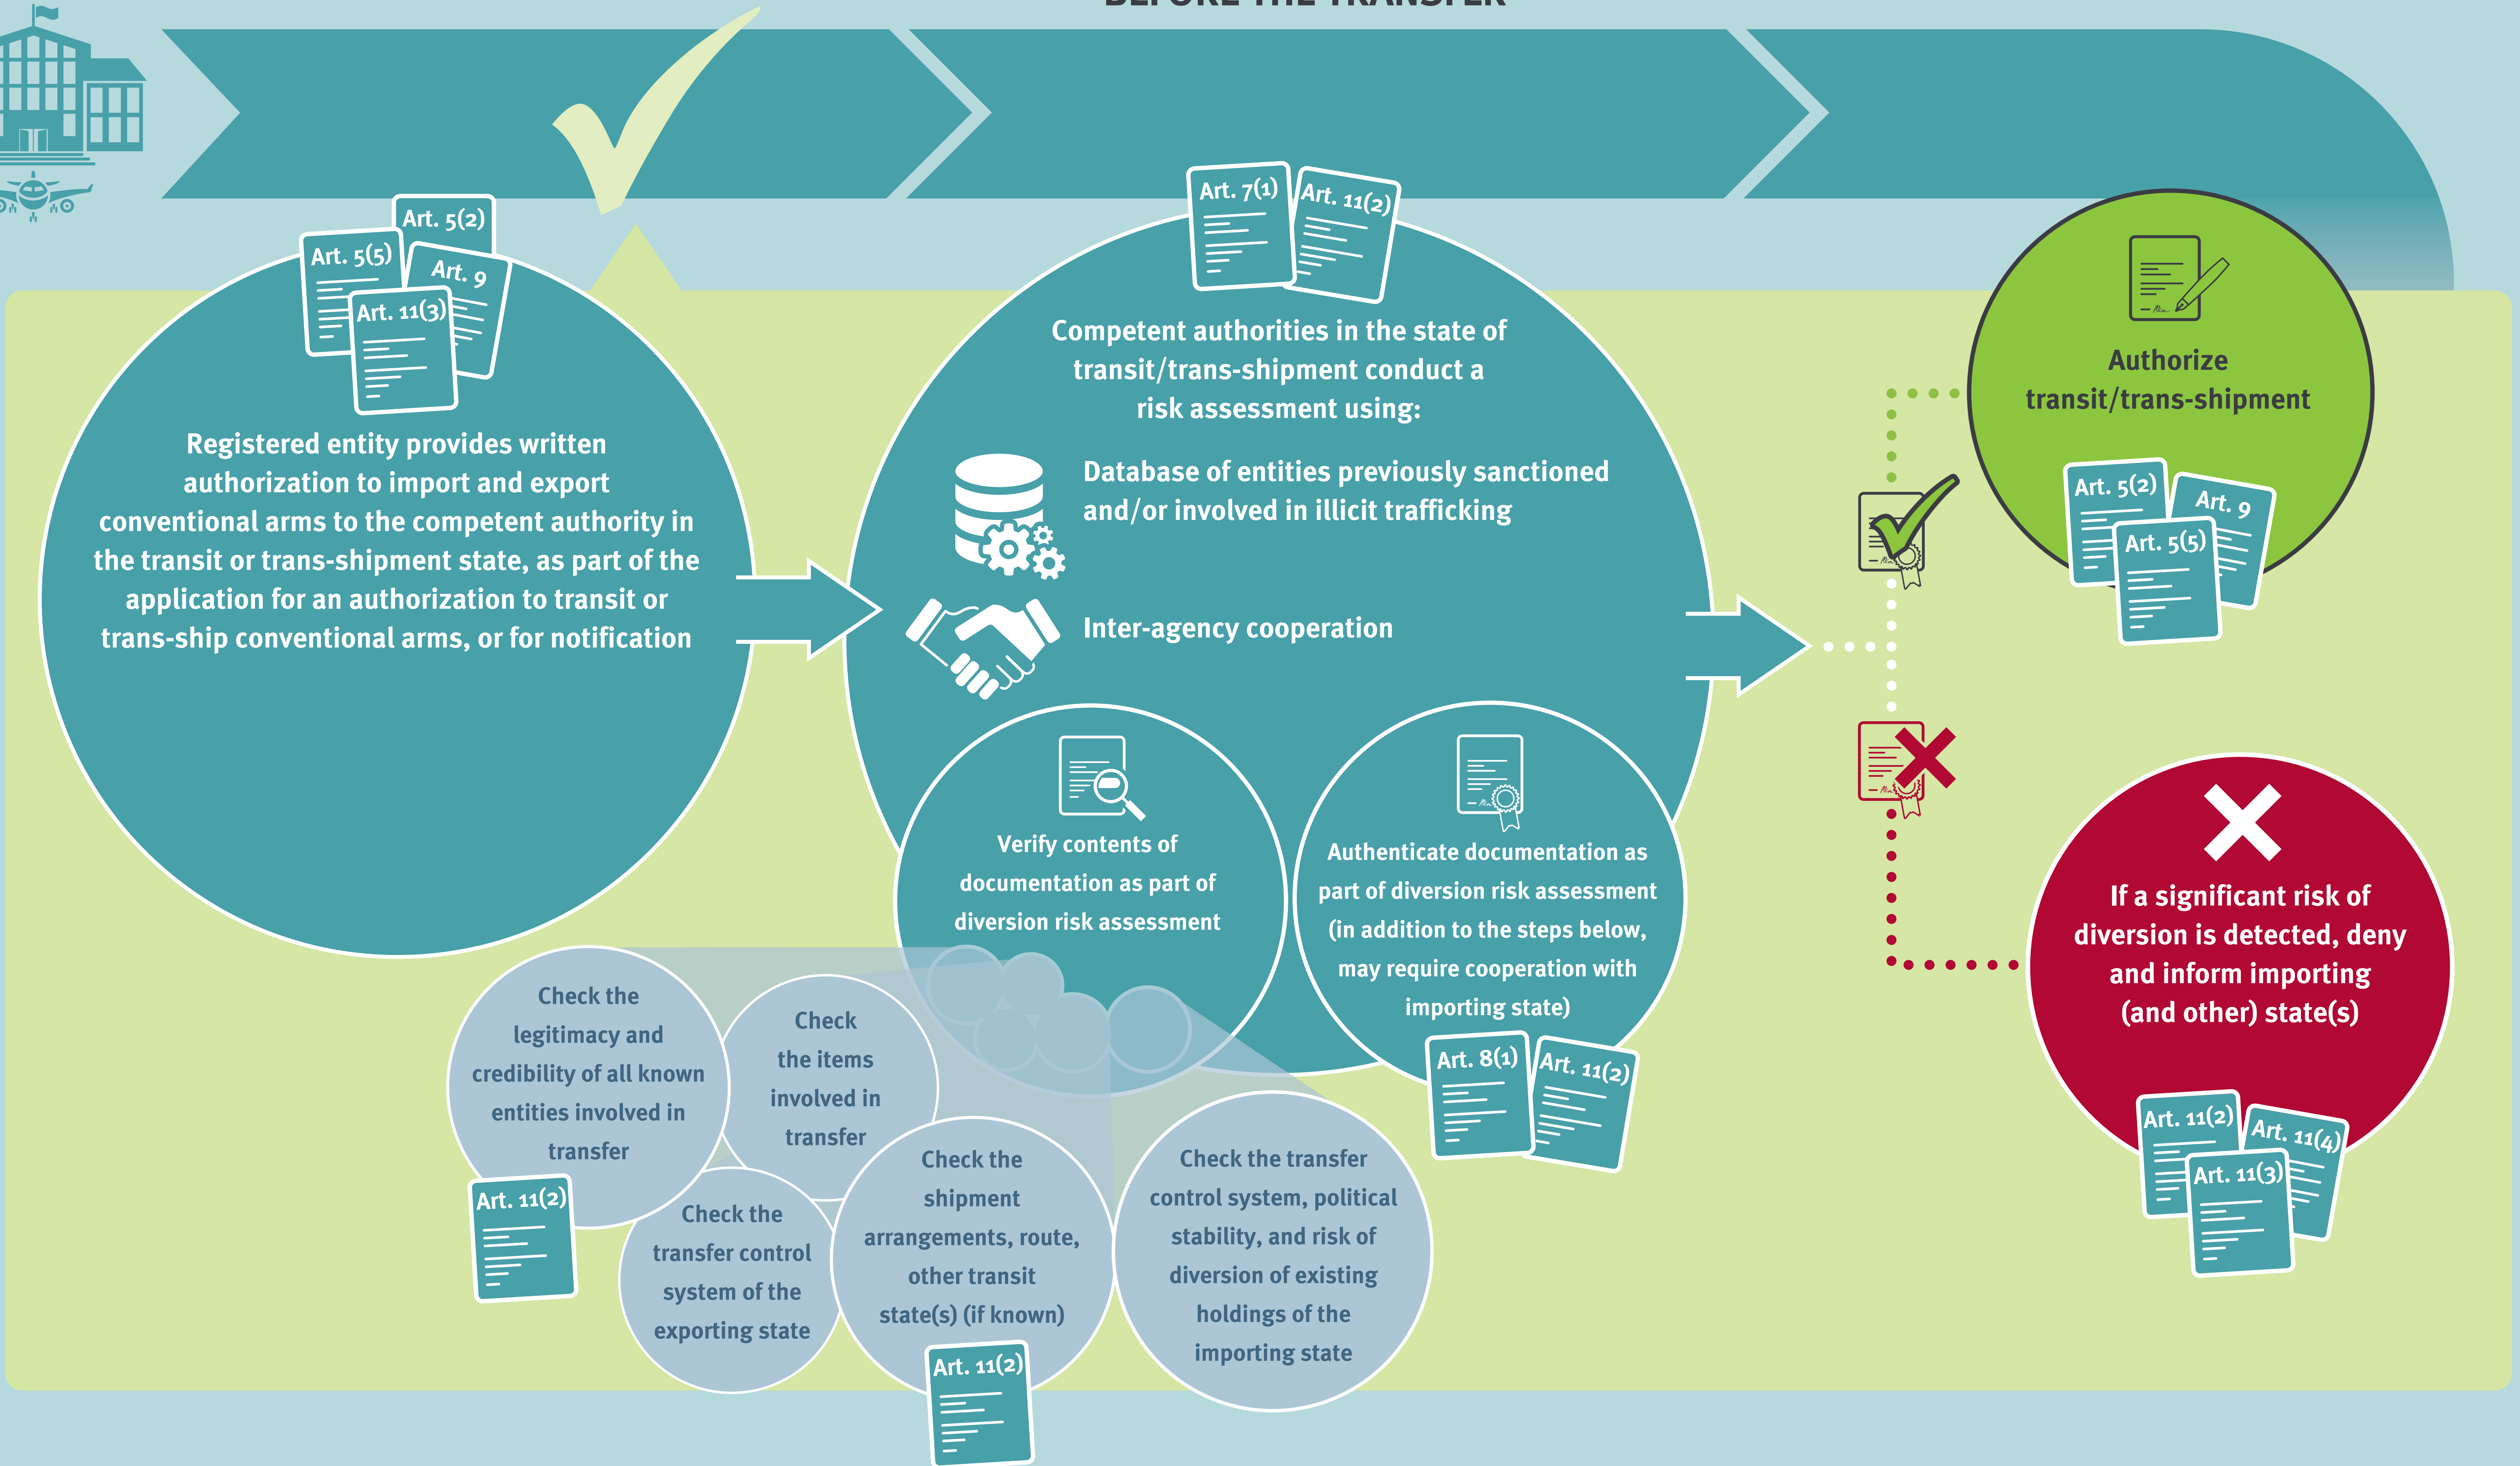 BEFORE THE TRANSFER
Art. 5(2)
Art. 5(5)
Art. 9
Art. 11(3)
Registered entity provides written
authorization to import and export
conventional arms to the competent authority in
the transit or trans-shipment state, as part of the
application for an authorization to transit or
trans-ship conventional arms, or for notification
Art. 7(1)
Art. 11(2)
Competent authorities in the state of
transit/trans-shipment conduct a
risk assessment using:
Database of entities previously sanctioned
and/or involved in illicit trafficking
Inter-agency cooperation
Verify contents of
documentation as part of
diversion risk assessment
Authenticate documentation as
part of diversion risk assessment
(in addition to the steps below,
may require cooperation with
importing state)
Art. 8(1)
Art. 11(2)
Check the
legitimacy and
credibility of all known
entities involved in
transfer
Art. 11(2)
Check
the items
involved in
transfer
Check the
transfer control
system of the
exporting state
Check the
shipment
arrangements, route,
other transit
state(s) (if known)
Art. 11(2)
Check the transfer
control system, political
stability, and risk of
diversion of existing
holdings of the
importing state
Authorize
transit/trans-shipment
Art. 5(2)
Art. 9
Art. 5(5)
If a significant risk of
diversion is detected, deny
and inform importing
(and other) state(s)
Art. 11(2)
Art. 11(4)
Art. 11(3)